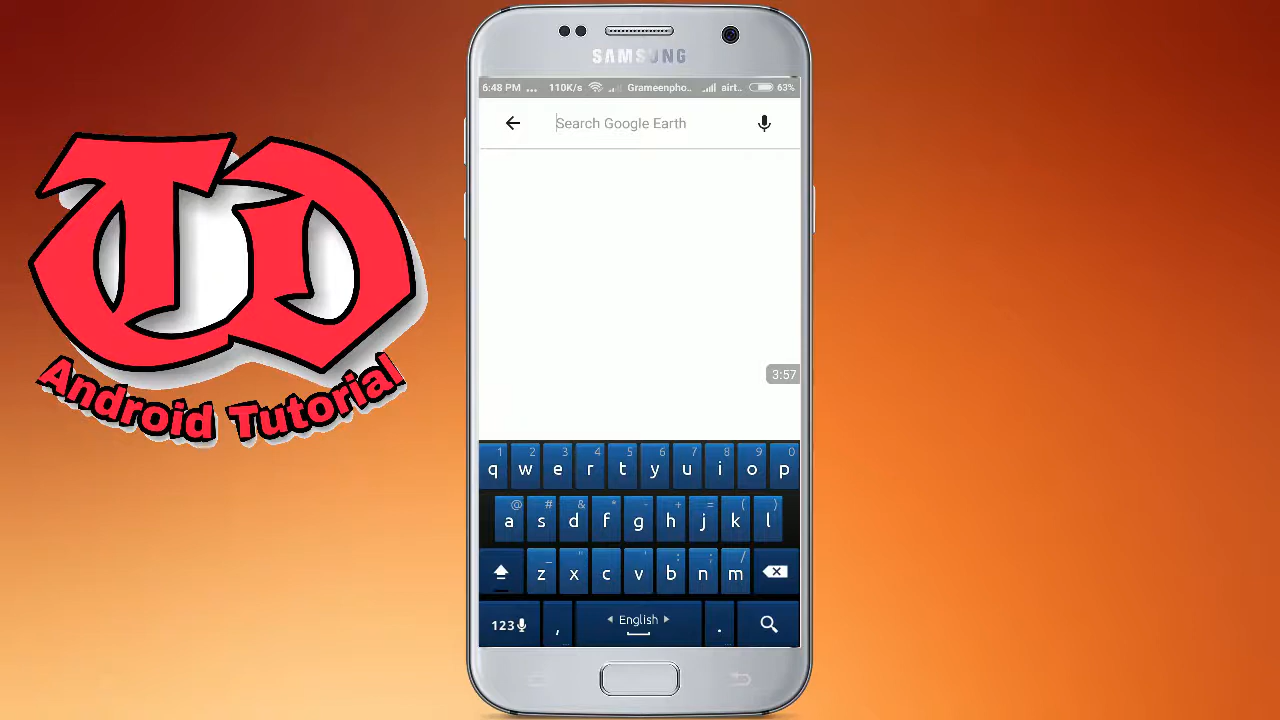 SAMSUNG
6:48 PM ... 110K/s Grameenpho.. airt.. 63%
Search Google Earth
3:57
1 2 3 4 5 6 7 8 9 0
q w e r t y u i o p
@ # & * - + = ( )
a s d f g h j k l
_ " ' : ; /
z x c v b n m
123 , English .
TD
Android Tutorial